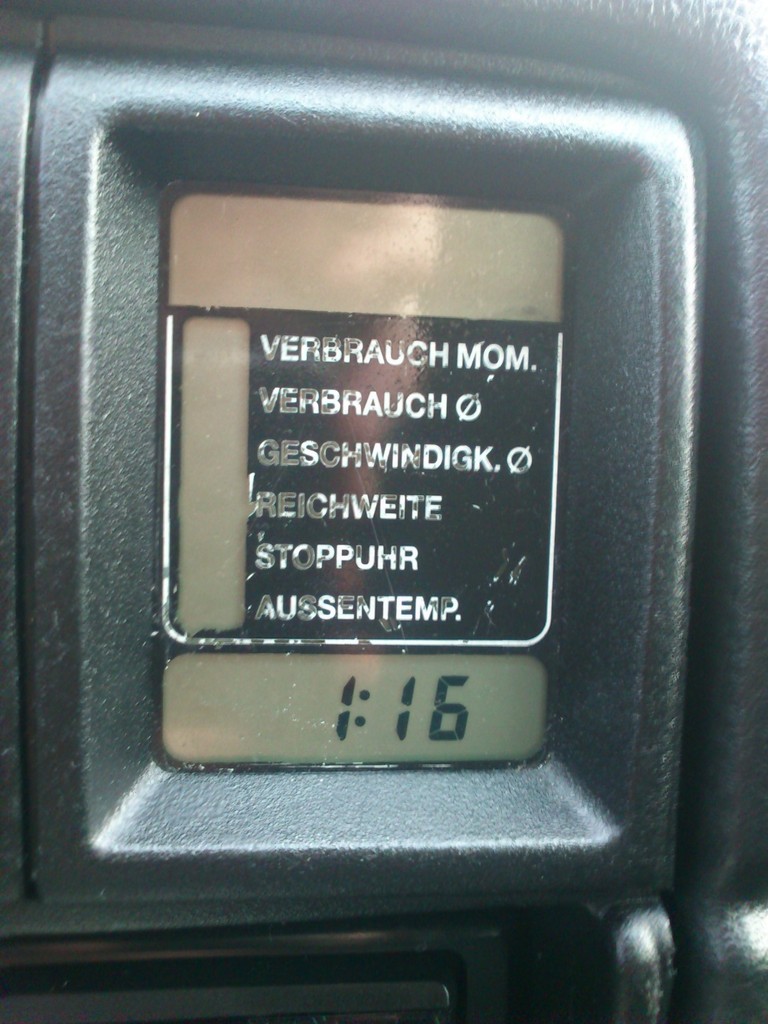 VERBRAUCH MOM.
VERBRAUCH Ø
GESCHWINDIGK. Ø
REICHWEITE
STOPPUHR
AUSSENTEMP.
1:16